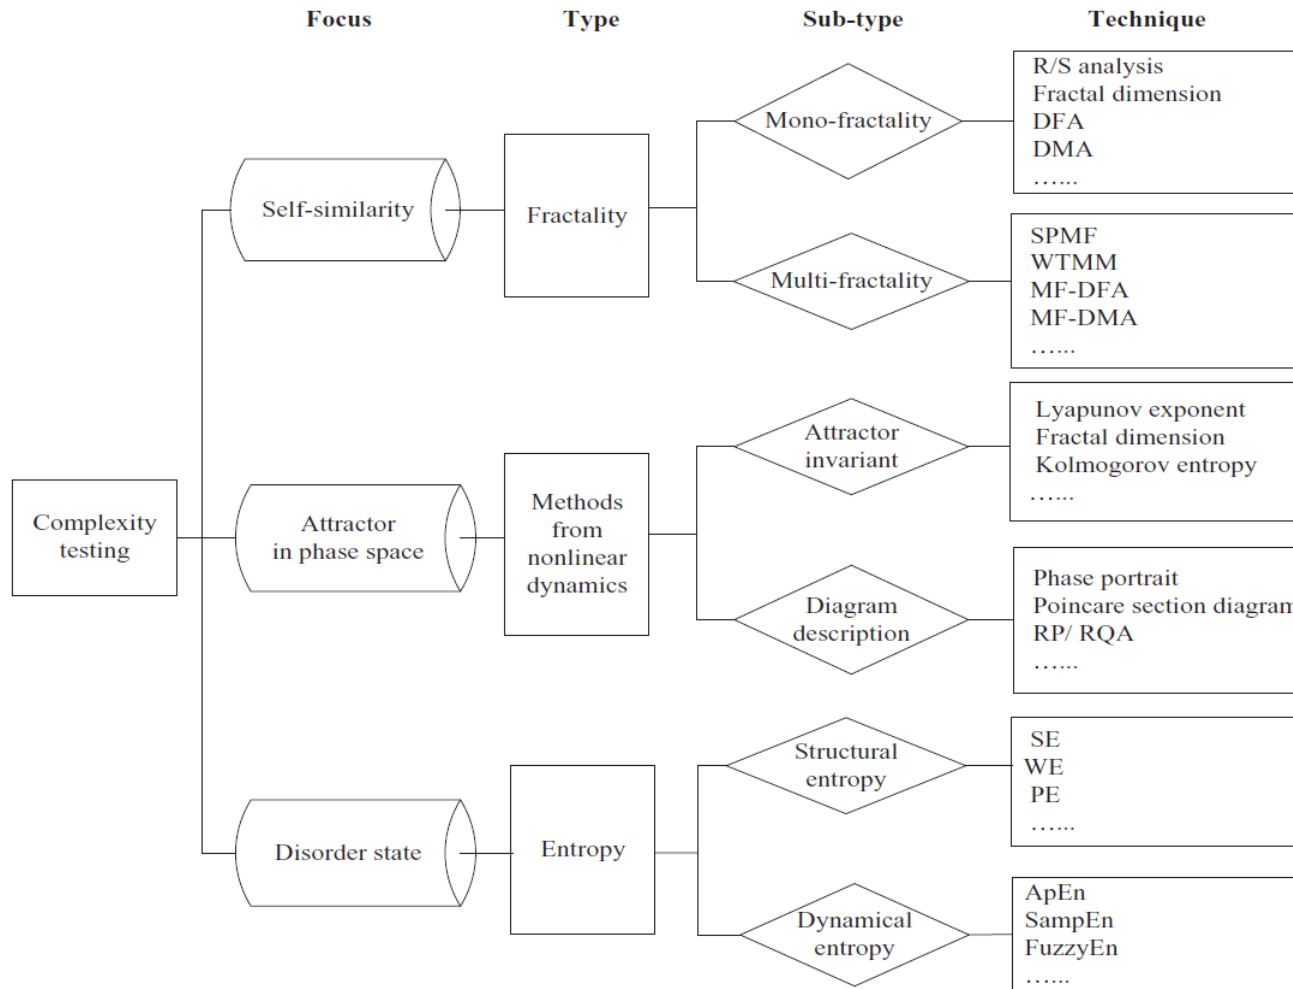 Focus Type Sub-type Technique
R/S analysis
Fractal dimension
DFA
DMA
…...
Mono-fractality
Self-similarity
Fractality
SPMF
WTMM
MF-DFA
MF-DMA
…...
Multi-fractality
Lyapunov exponent
Fractal dimension
Kolmogorov entropy
…...
Attractor
invariant
Complexity
testing
Attractor
in phase space
Methods
from
nonlinear
dynamics
Phase portrait
Poincare section diagram
RP/ RQA
…...
Diagram
description
SE
WE
PE
…...
Structural
entropy
Disorder state
Entropy
ApEn
SampEn
FuzzyEn
…...
Dynamical
entropy